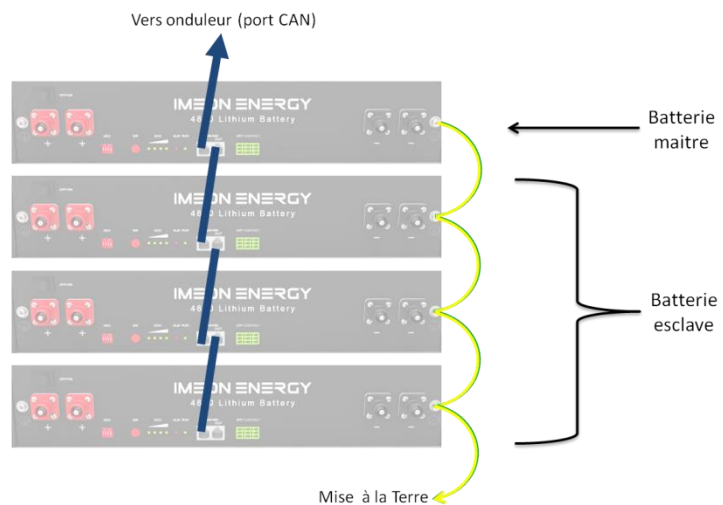 Vers onduleur (port CAN)
IMEON ENERGY
Lithium Battery
Batterie
maitre
IMEON ENERGY
Lithium Battery
IMEON ENERGY
Lithium Battery
Batterie
esclave
IMEON ENERGY
Lithium Battery
Mise à la Terre